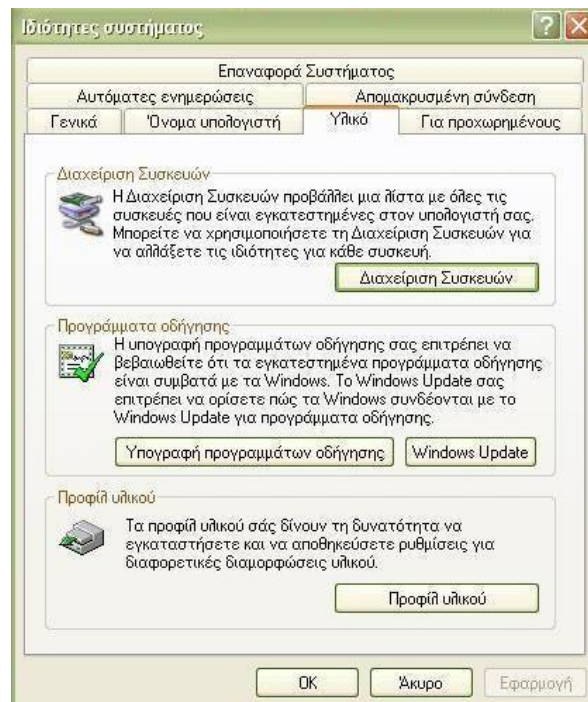 Ιδιότητες συστήματος
Επαναφορά Συστήματος
Αυτόματες ενημερώσεις Απομακρυσμένη σύνδεση
Γενικά Όνομα υπολογιστή Υλικό Για προχωρημένους
Διαχείριση Συσκευών
Η Διαχείριση Συσκευών προβάλλει μια λίστα με όλες τις
συσκευές που είναι εγκατεστημένες στον υπολογιστή σας.
Μπορείτε να χρησιμοποιήσετε τη Διαχείριση Συσκευών για
να αλλάξετε τις ιδιότητες για κάθε συσκευή.
Διαχείριση Συσκευών
Προγράμματα οδήγησης
Η υπογραφή προγραμμάτων οδήγησης σας επιτρέπει να
βεβαιωθείτε ότι τα εγκατεστημένα προγράμματα οδήγησης
είναι συμβατά με τα Windows. Το Windows Update σας
επιτρέπει να ορίσετε πώς τα Windows συνδέονται με το
Windows Update για προγράμματα οδήγησης.
Υπογραφή προγραμμάτων οδήγησης Windows Update
Προφίλ υλικού
Τα προφίλ υλικού σάς δίνουν τη δυνατότητα να
εγκαταστήσετε και να αποθηκεύσετε ρυθμίσεις για
διαφορετικές διαμορφώσεις υλικού.
Προφίλ υλικού
OK Άκυρο Εφαρμογή